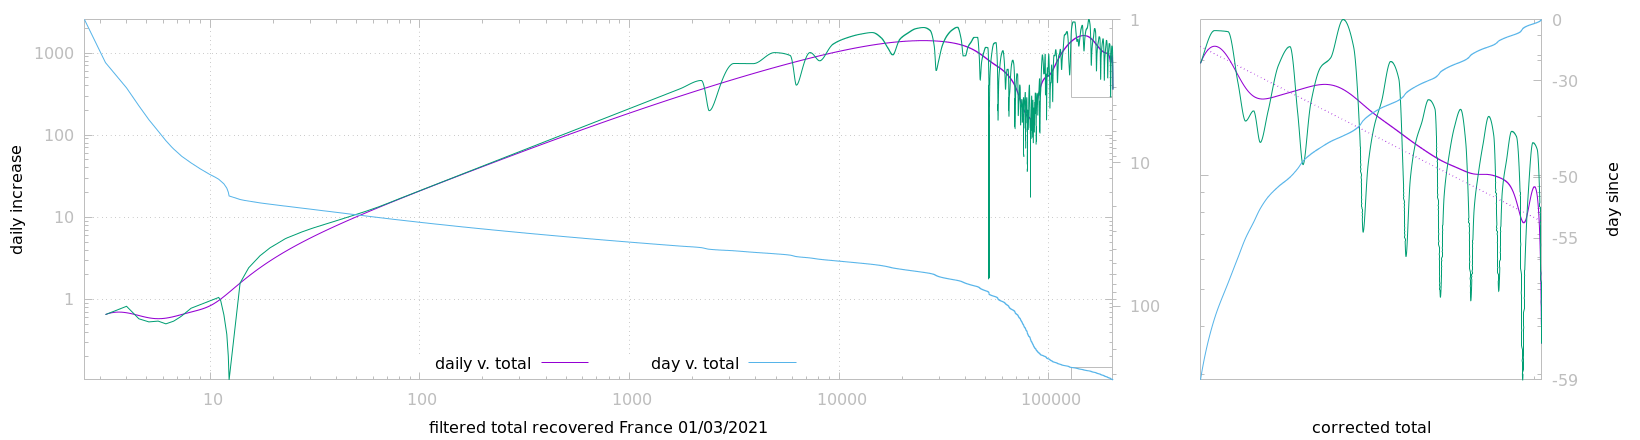 1000
100
10
1
daily increase
daily v. total
day v. total
10
100
1000
10000
100000
filtered total recovered France 01/03/2021
1
10
100
0
-30
-50
-55
-59
day since
corrected total